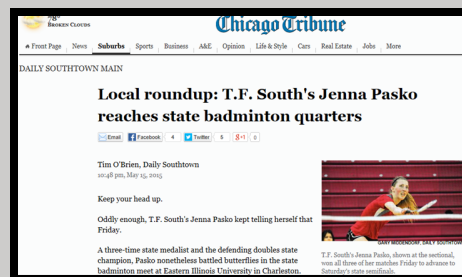 BROKEN CLOUDS
Chicago Tribune
Front Page News Suburbs Sports Business A&E Opinion Life & Style Cars Real Estate Jobs More
DAILY SOUTHTOWN MAIN
Local roundup: T.F. South's Jenna Pasko
reaches state badminton quarters
Email Facebook 4 Twitter 5 +1 0
Tim O'Brien, Daily Southtown
10:48 pm, May 15, 2015
Keep your head up.
Oddly enough, T.F. South's Jenna Pasko kept telling herself that
Friday.
A three-time state medalist and the defending doubles state
champion, Pasko nonetheless battled butterflies in the state
badminton meet at Eastern Illinois University in Charleston.
GARY MIDDENDORF, DAILY SOUTHTOWN
T.F. South's Jenna Pasko, shown at the sectional,
won all three of her matches Friday to advance to
Saturday's state semifinals.